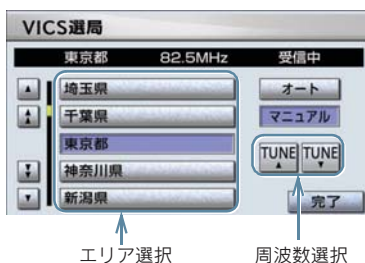 VICS選局
東京都 82.5MHz 受信中
埼玉県
千葉県
東京都
神奈川県
新潟県
オート
マニュアル
TUNE TUNE
完了
エリア選択 周波数選択